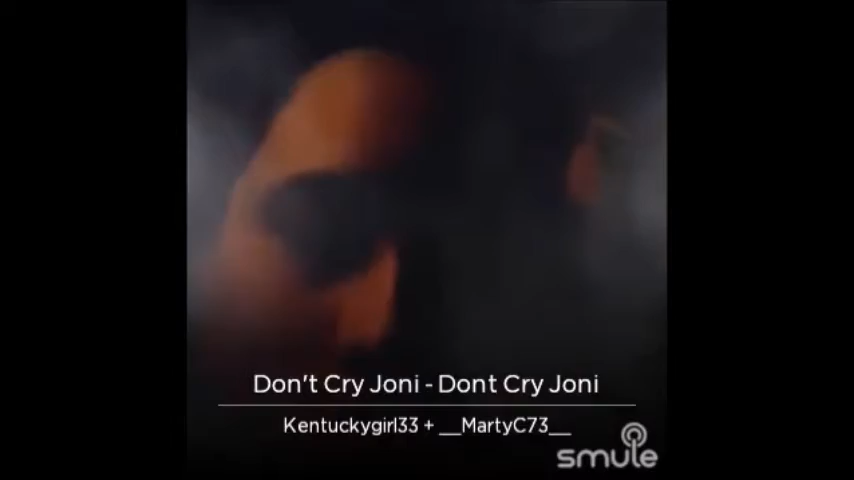 Don't Cry Joni - Dont Cry Joni
Kentuckygirl33 + __MartyC73__
smule